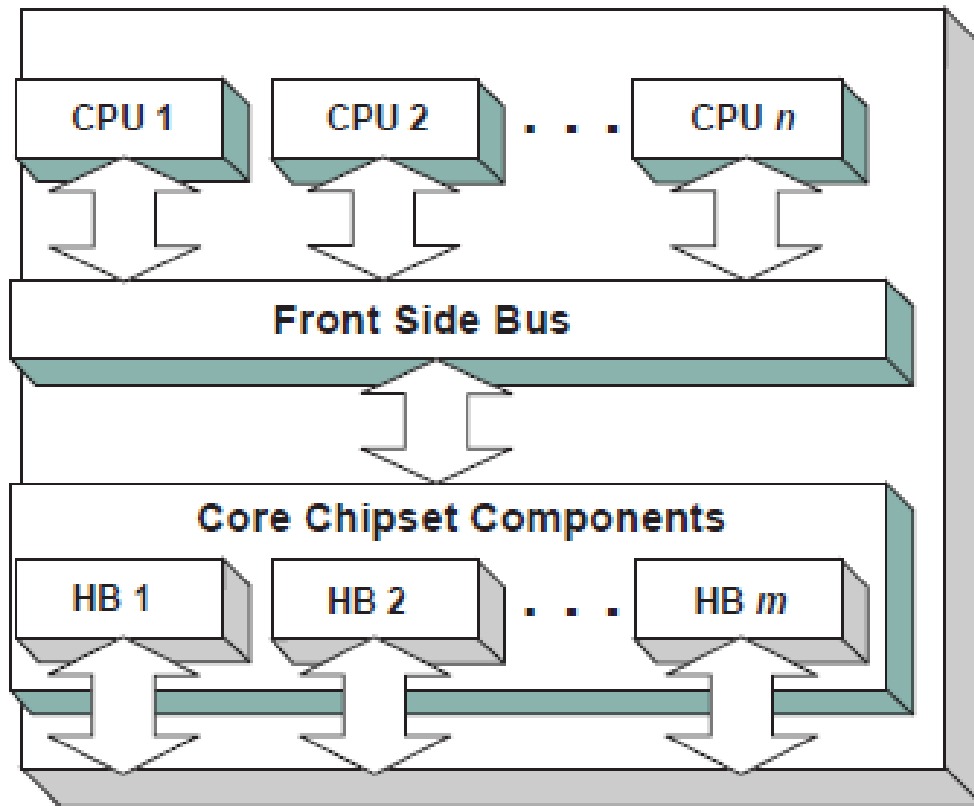 CPU 1 CPU 2 . . . CPU n
Front Side Bus
Core Chipset Components
HB 1 HB 2 . . . HB m